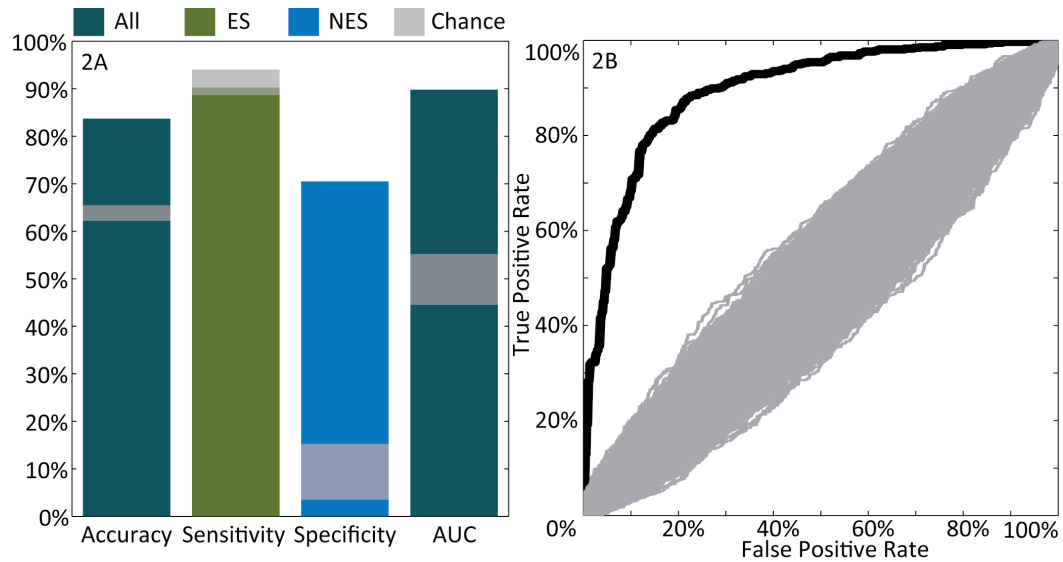 All ES NES Chance
2A
100%
90%
80%
70%
60%
50%
40%
30%
20%
10%
0%
Accuracy Sensitivity Specificity AUC
2B
100%
80%
60%
40%
20%
0%
True Positive Rate
20% 40% 60% 80% 100%
False Positive Rate